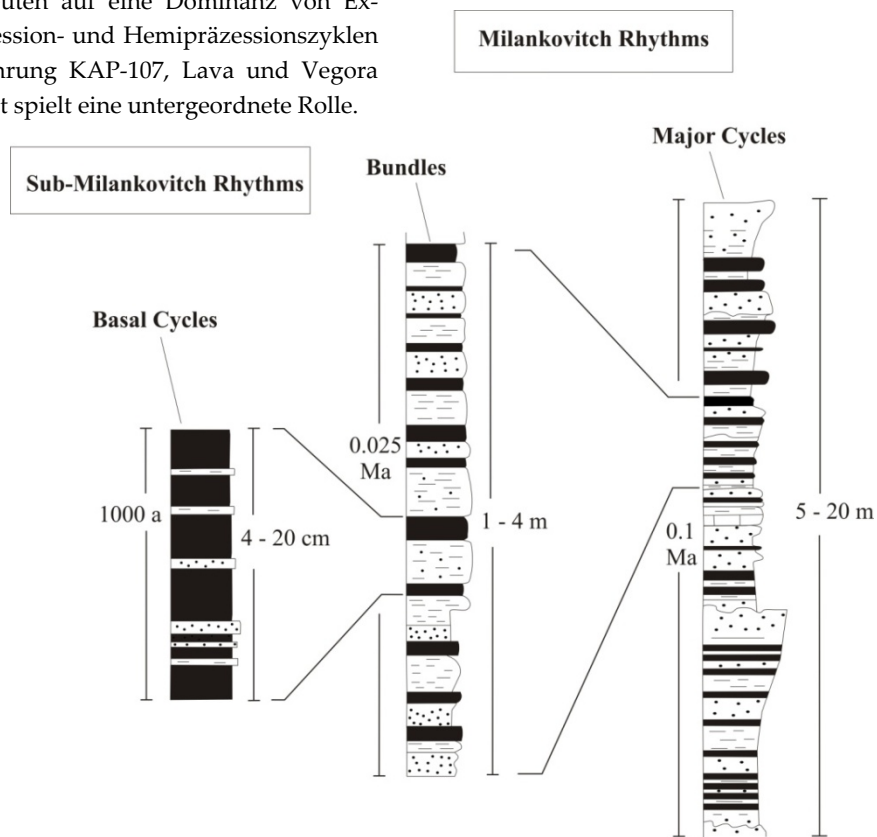 uten auf eine Dominanz von Ex-
ession- und Hemipräzessionszyklen
hrung KAP-107, Lava und Vegora
t spielt eine untergeordnete Rolle.
Milankovitch Rhythms
Sub-Milankovitch Rhythms
Bundles
Major Cycles
Basal Cycles
1000 a
4 - 20 cm
0.025
Ma
1 - 4 m
0.1
Ma
5 - 20 m